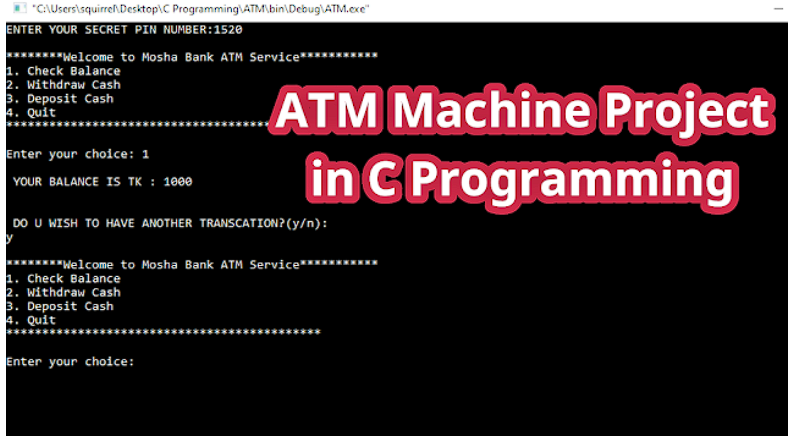 "C:\Users\squirrel\Desktop\C Programming\ATM\bin\Debug\ATM.exe"
ENTER YOUR SECRET PIN NUMBER:1520
********Welcome to Mosha Bank ATM Service***********
1. Check Balance
2. Withdraw Cash
3. Deposit Cash
4. Quit
*********************************************
Enter your choice: 1
YOUR BALANCE IS TK : 1000
DO U WISH TO HAVE ANOTHER TRANSCATION?(y/n):
y
********Welcome to Mosha Bank ATM Service***********
1. Check Balance
2. Withdraw Cash
3. Deposit Cash
4. Quit
*********************************************
Enter your choice:
ATM Machine Project
in C Programming